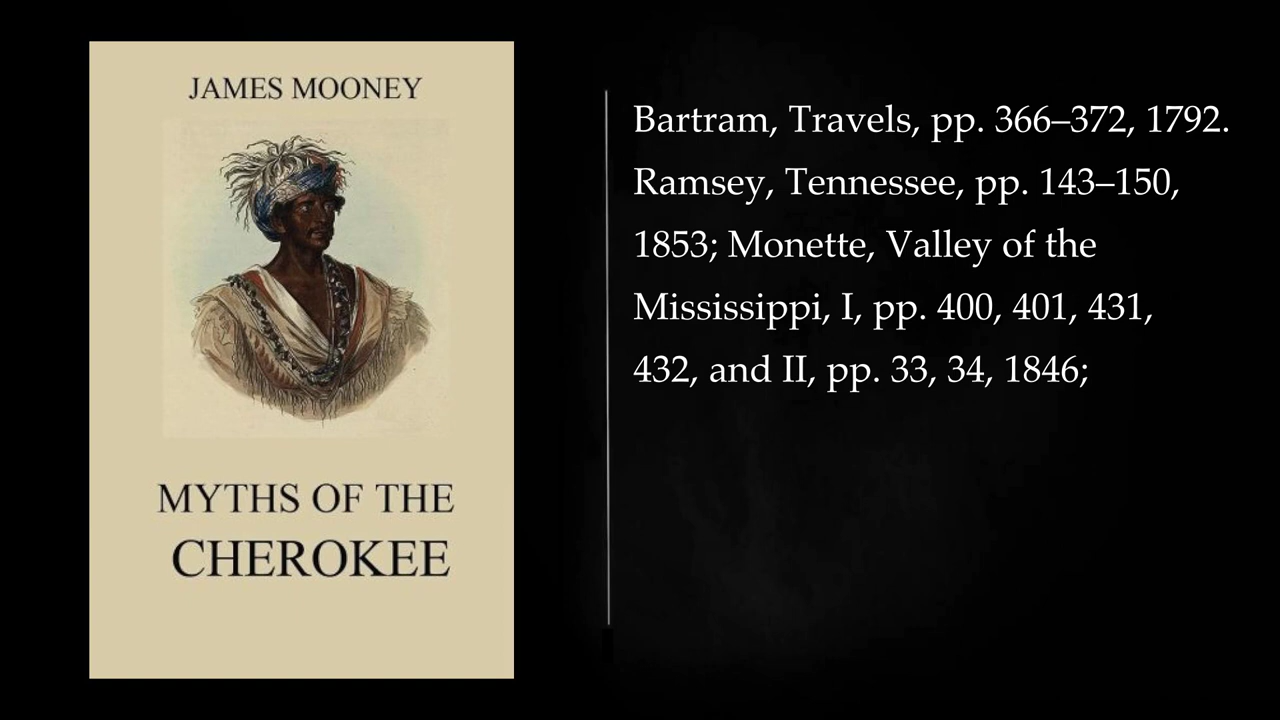 JAMES MOONEY
MYTHS OF THE
CHEROKEE
Bartram, Travels, pp. 366–372, 1792.
Ramsey, Tennessee, pp. 143–150,
1853; Monette, Valley of the
Mississippi, I, pp. 400, 401, 431,
432, and II, pp. 33, 34, 1846;